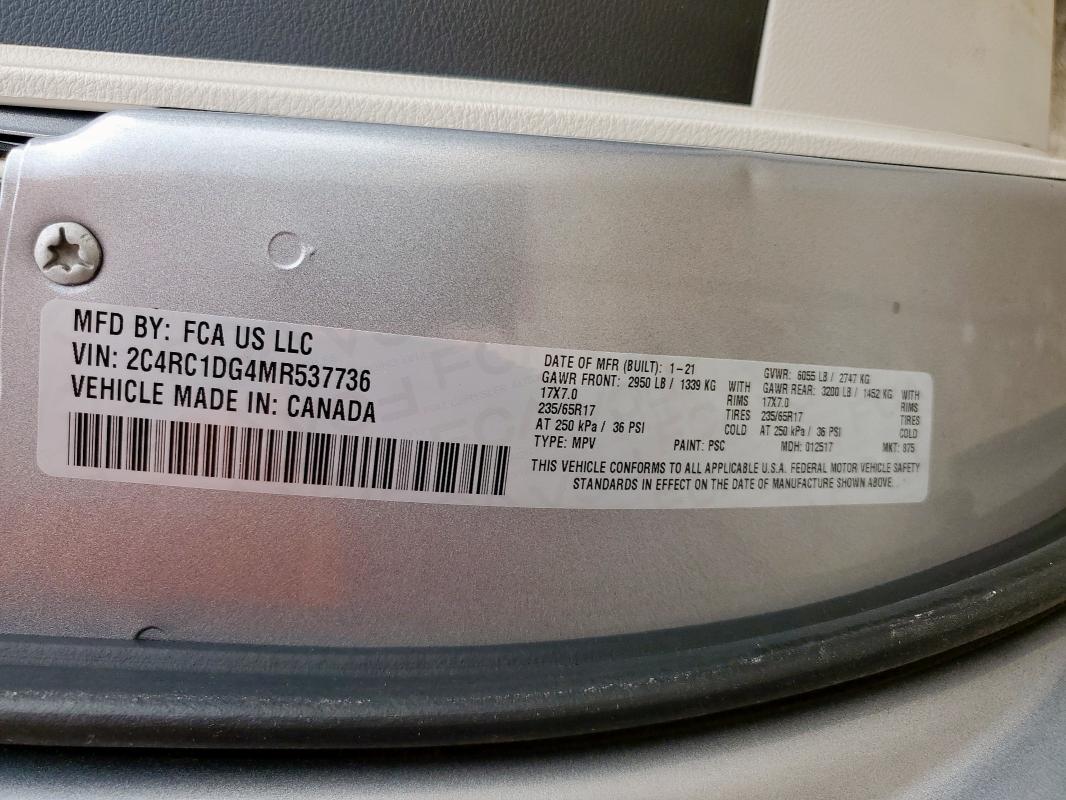 MFD BY: FCA US LLC
VIN: 2C4RC1DG4MR537736
VEHICLE MADE IN: CANADA
DATE OF MFR (BUILT): 1-21 GVWR: 6055 LB / 2747 KG
GAWR FRONT: 2950 LB / 1339 KG WITH GAWR REAR: 3200 LB / 1452 KG WITH
17X7.0 RIMS 17X7.0 RIMS
235/65R17 TIRES 235/65R17 TIRES
AT 250 kPa / 36 PSI COLD AT 250 kPa / 36 PSI COLD
TYPE: MPV PAINT: PSC MDH: 012517 MKT: 975
THIS VEHICLE CONFORMS TO ALL APPLICABLE U.S.A. FEDERAL MOTOR VEHICLE SAFETY
STANDARDS IN EFFECT ON THE DATE OF MANUFACTURE SHOWN ABOVE.